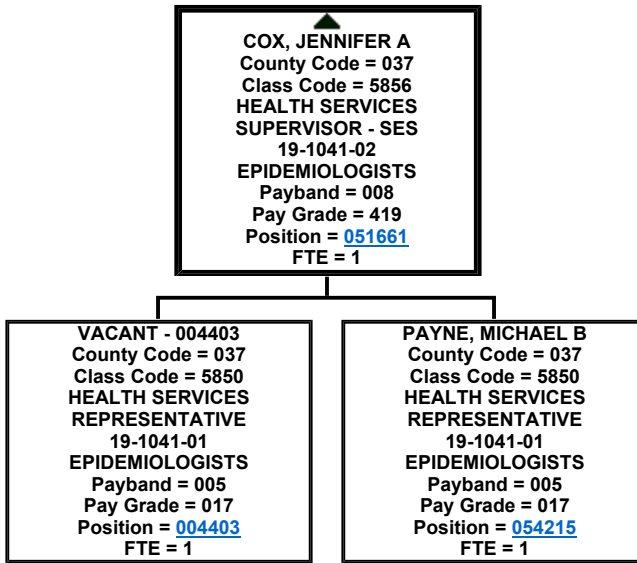 COX, JENNIFER A
County Code = 037
Class Code = 5856
HEALTH SERVICES
SUPERVISOR - SES
19-1041-02
EPIDEMIOLOGISTS
Payband = 008
Pay Grade = 419
Position = 051661
FTE = 1
VACANT - 004403
County Code = 037
Class Code = 5850
HEALTH SERVICES
REPRESENTATIVE
19-1041-01
EPIDEMIOLOGISTS
Payband = 005
Pay Grade = 017
Position = 004403
FTE = 1
PAYNE, MICHAEL B
County Code = 037
Class Code = 5850
HEALTH SERVICES
REPRESENTATIVE
19-1041-01
EPIDEMIOLOGISTS
Payband = 005
Pay Grade = 017
Position = 054215
FTE = 1